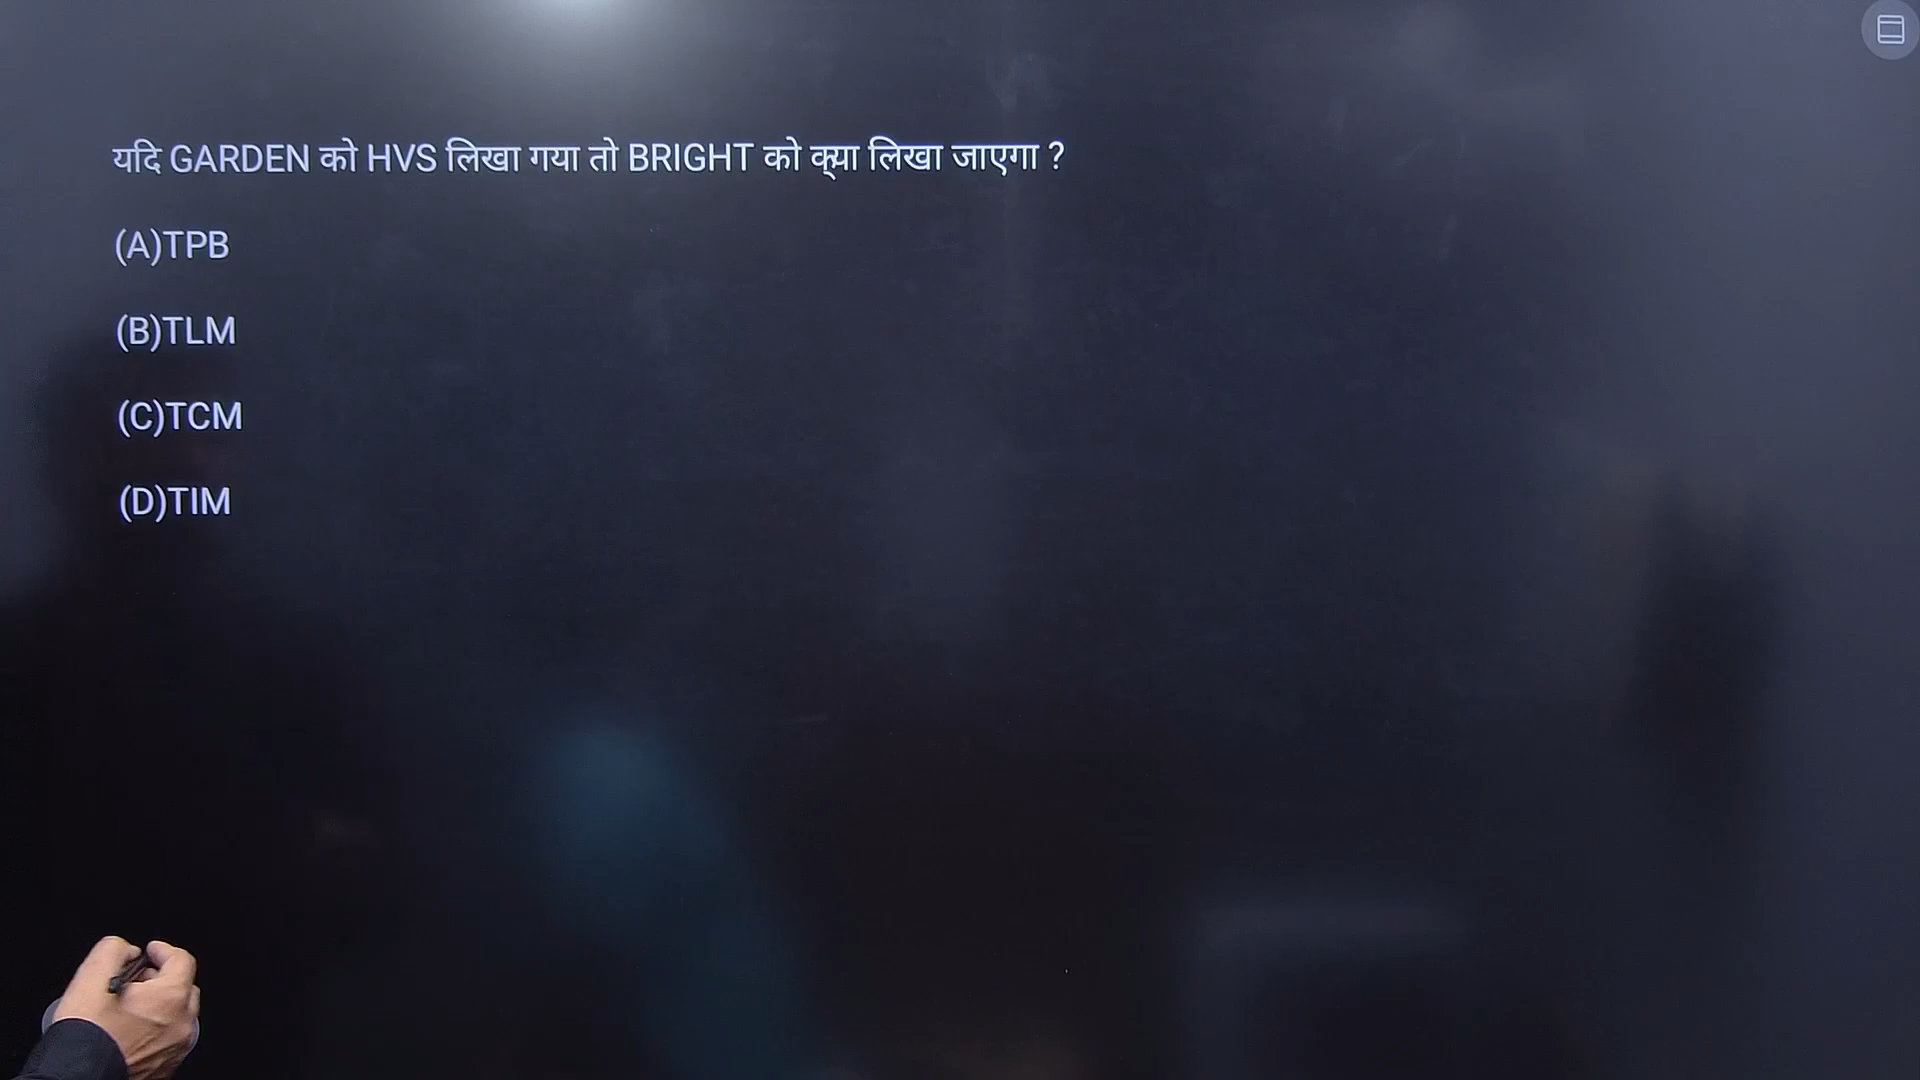 यदि GARDEN को HVS लिखा गया तो BRIGHT को क्या लिखा जाएगा ?
(A)TPB
(B)TLM
(C)TCM
(D)TIM